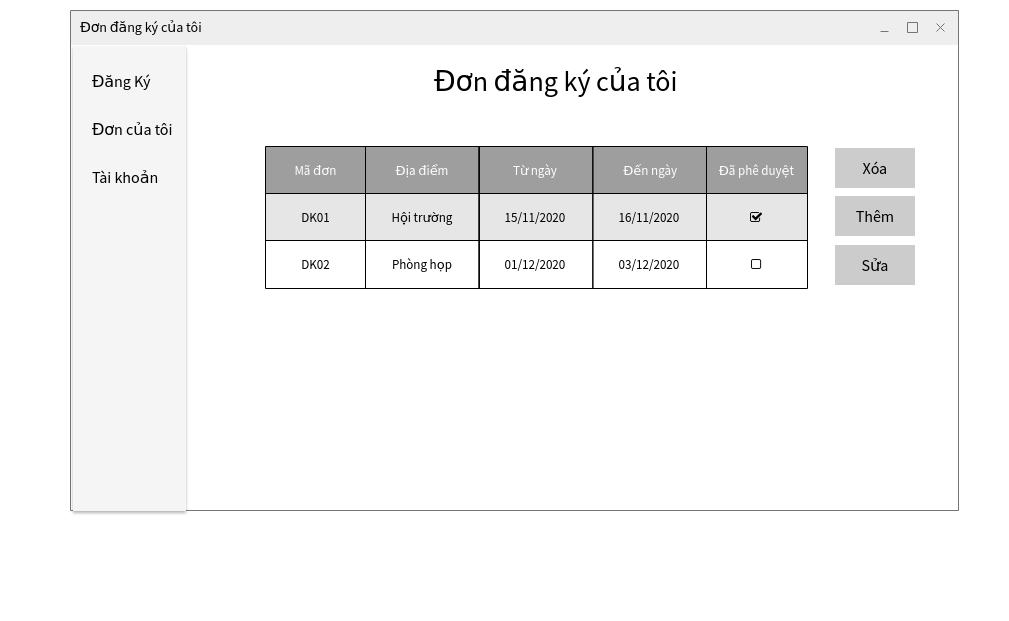 Đơn đăng ký của tôi
Đăng Ký
Đơn của tôi
Tài khoản
Đơn đăng ký của tôi
Mã đơn Địa điểm Từ ngày Đến ngày Đã phê duyệt
DK01 Hội trường 15/11/2020 16/11/2020
DK02 Phòng họp 01/12/2020 03/12/2020
Xóa
Thêm
Sửa